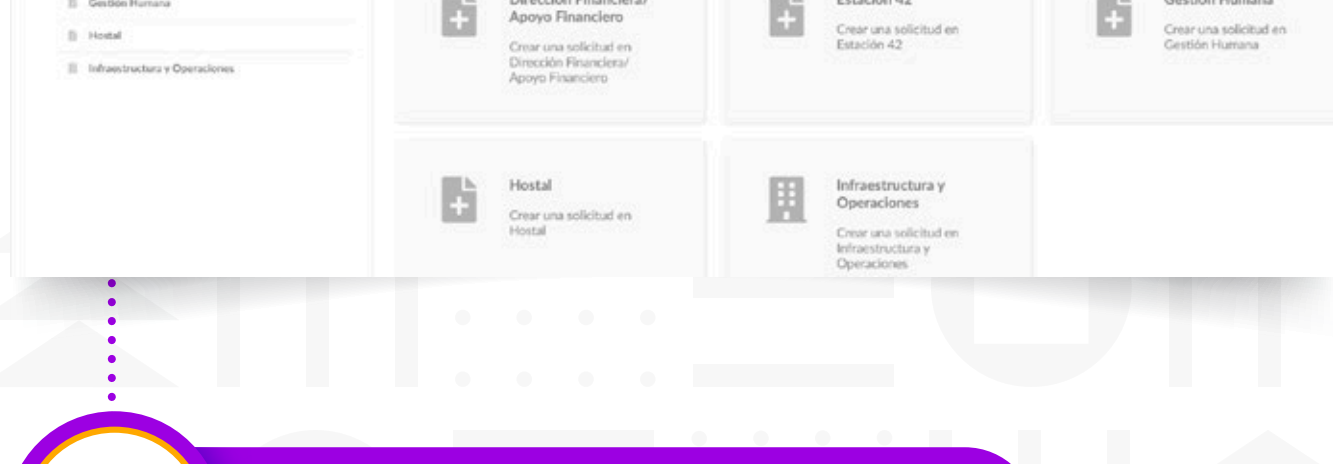 Gestión Humana
Hostal
Infraestructura y Operaciones
Dirección Financiera/
Apoyo Financiero
Crear una solicitud en
Dirección Financiera/
Apoyo Financiero
Estación 42
Crear una solicitud en
Estación 42
Gestión Humana
Crear una solicitud en
Gestión Humana
Hostal
Crear una solicitud en
Hostal
Infraestructura y
Operaciones
Crear una solicitud en
Infraestructura y
Operaciones